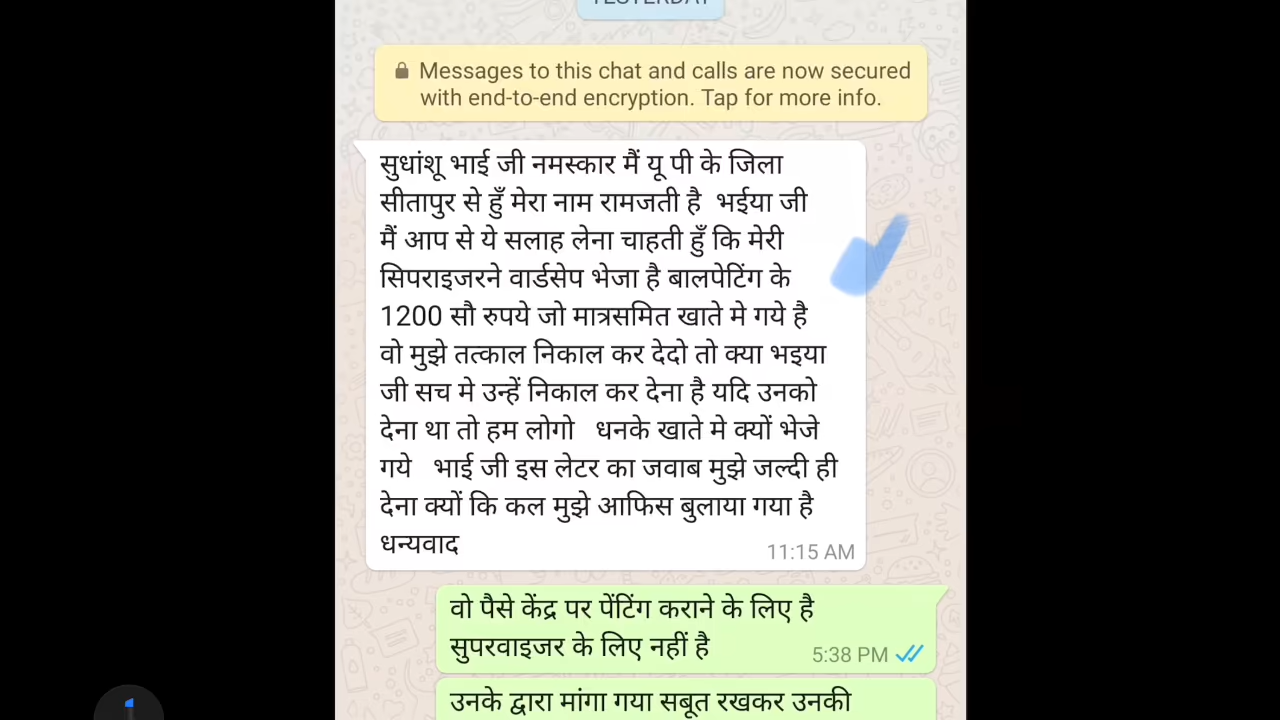 YESTERDAY
Messages to this chat and calls are now secured
with end-to-end encryption. Tap for more info.
सुधांशू भाई जी नमस्कार मैं यू पी के जिला
सीतापुर से हुँ मेरा नाम रामजती है भईया जी
मैं आप से ये सलाह लेना चाहती हुँ कि मेरी
सिपराइजरने वार्डसेप भेजा है बालपेटिंग के
1200 सौ रुपये जो मात्रसमित खाते मे गये है
वो मुझे तत्काल निकाल कर देदो तो क्या भइया
जी सच मे उन्हें निकाल कर देना है यदि उनको
देना था तो हम लोगो धनके खाते मे क्यों भेजे
गये भाई जी इस लेटर का जवाब मुझे जल्दी ही
देना क्यों कि कल मुझे आफिस बुलाया गया है
धन्यवाद
11:15 AM
वो पैसे केंद्र पर पेंटिंग कराने के लिए है
सुपरवाइजर के लिए नहीं है
5:38 PM
उनके द्वारा मांगा गया सबूत रखकर उनकी